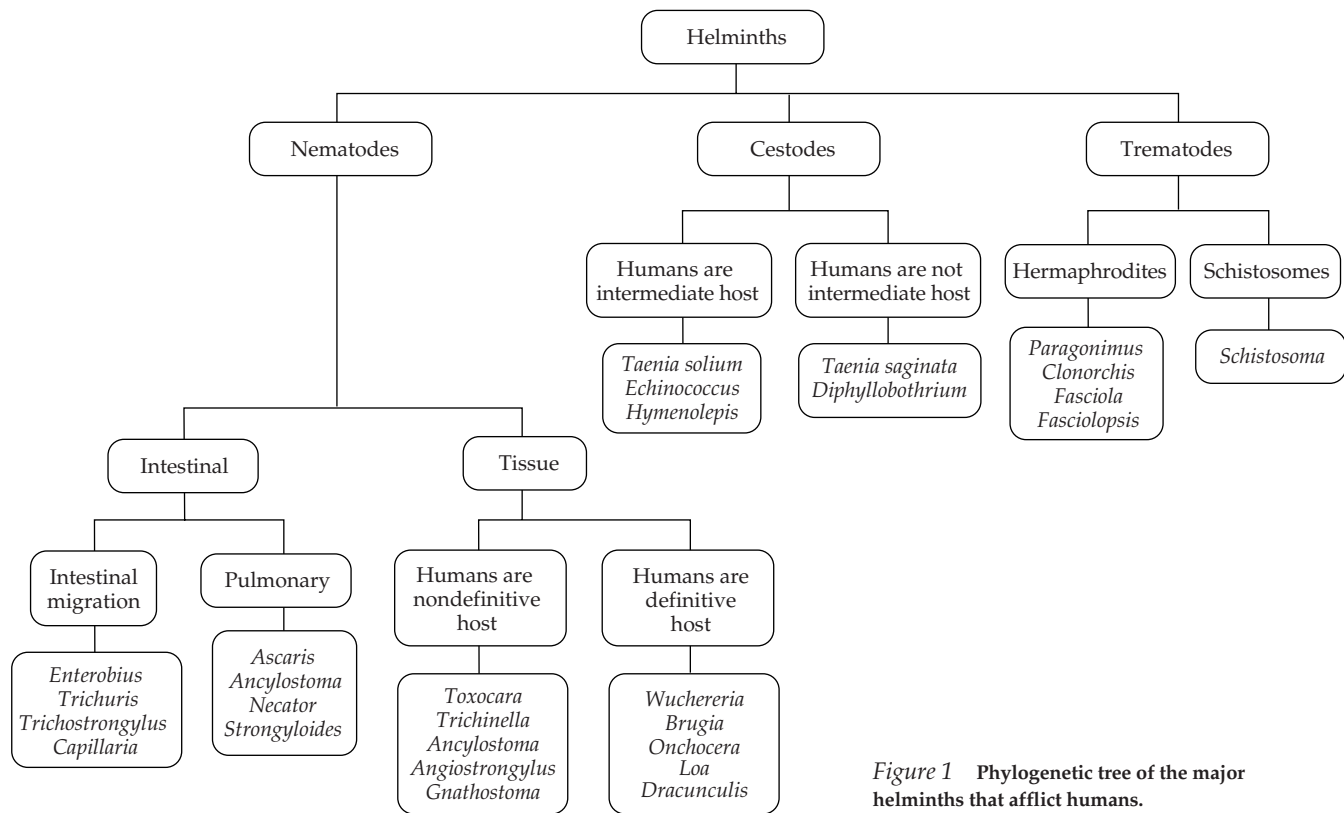 Helminths
Nematodes
Cestodes
Trematodes
Humans are
intermediate host
Humans are not
intermediate host
Hermaphrodites
Schistosomes
Taenia solium
Echinococcus
Hymenolepis
Taenia saginata
Diphyllobothrium
Paragonimus
Clonorchis
Fasciola
Fasciolopsis
Schistosoma
Intestinal
Tissue
Intestinal
migration
Pulmonary
Humans are
nondefinitive
host
Humans are
definitive
host
Enterobius
Trichuris
Trichostrongylus
Capillaria
Ascaris
Ancylostoma
Necator
Strongyloides
Toxocara
Trichinella
Ancylostoma
Angiostrongylus
Gnathostoma
Wuchereria
Brugia
Onchocera
Loa
Dracunculis
Figure 1 Phylogenetic tree of the major
helminths that afflict humans.